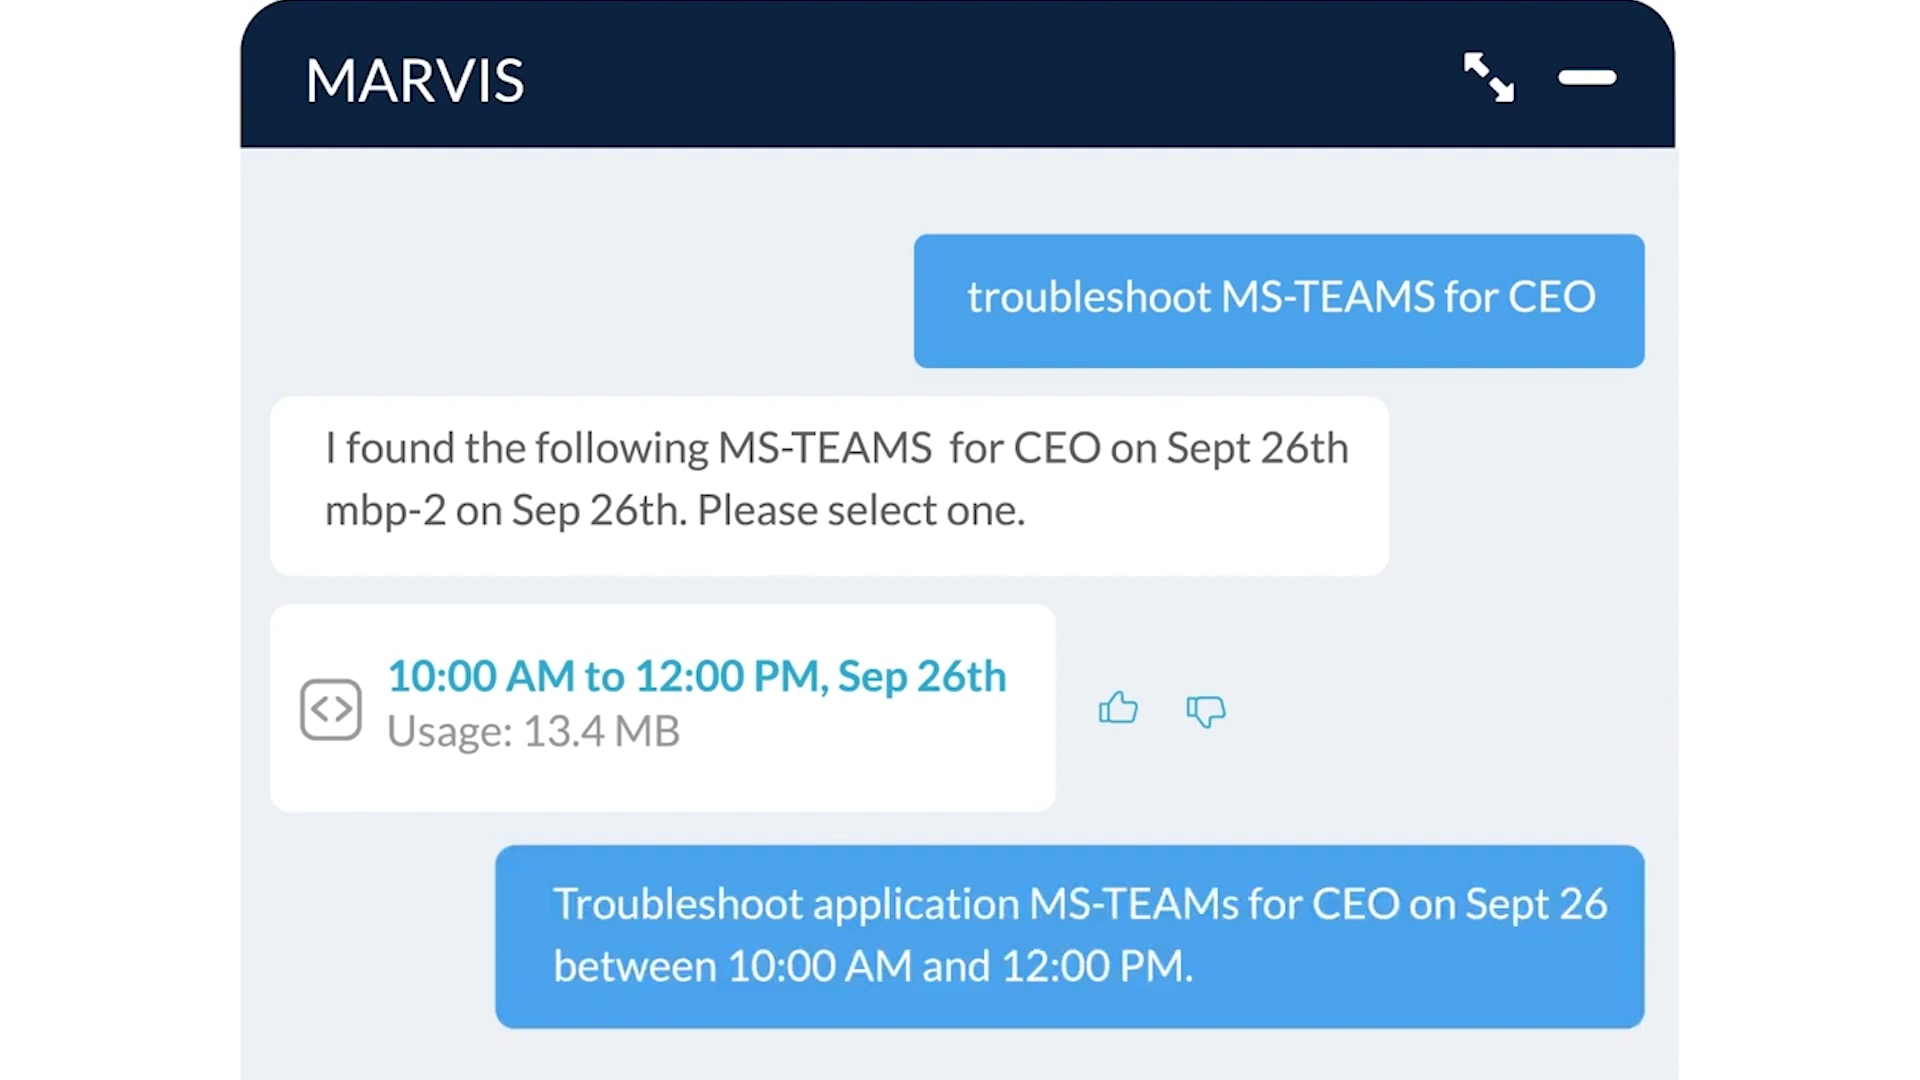 MARVIS
troubleshoot MS-TEAMS for CEO
I found the following MS-TEAMS for CEO on Sept 26th
mbp-2 on Sep 26th. Please select one.
10:00 AM to 12:00 PM, Sep 26th
Usage: 13.4 MB
Troubleshoot application MS-TEAMs for CEO on Sept 26
between 10:00 AM and 12:00 PM.